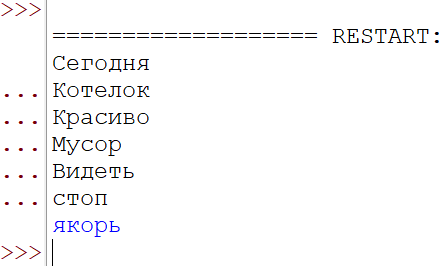 >>>
=================== RESTART:
Сегодня
... Котелок
... Красиво
... Мусор
... Видеть
... стоп
якорь
>>>